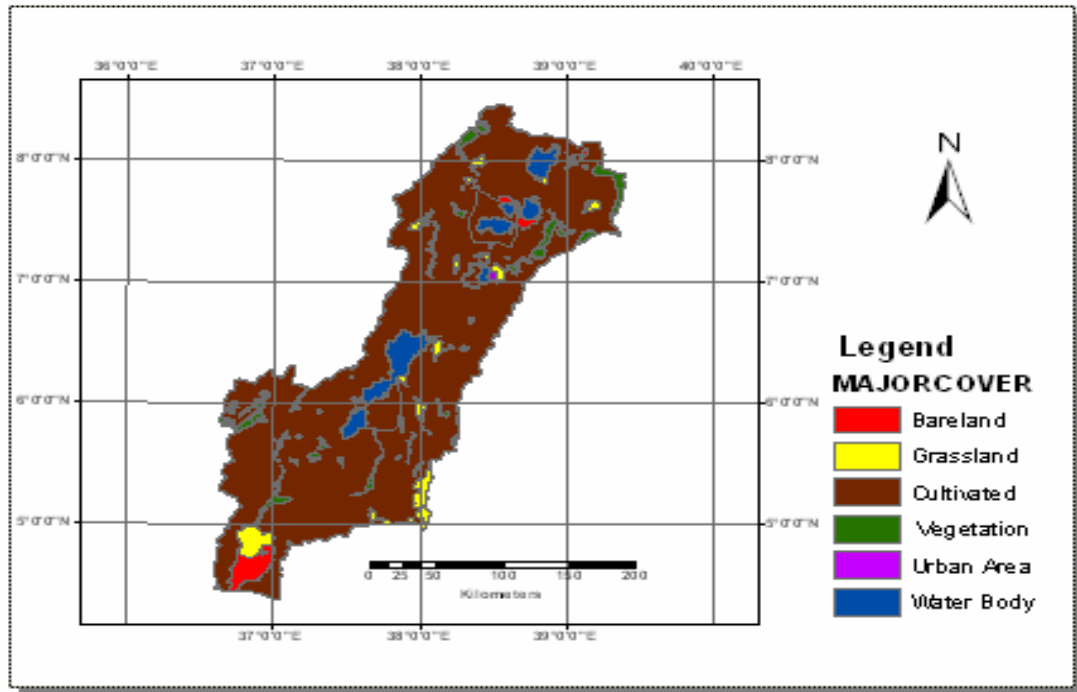 36°0'0"E 37°0'0"E 38°0'0"E 39°0'0"E 40°0'0"E
8°0'0"N 8°0'0"N
7°0'0"N 7°0'0"N
6°0'0"N 6°0'0"N
5°0'0"N 5°0'0"N
37°0'0"E 38°0'0"E 39°0'0"E
0 25 50 100 150 200
Kilometers
N
Legend
MAJORCOVER
Bareland
Grassland
Cultivated
Vegetation
Urban Area
Water Body